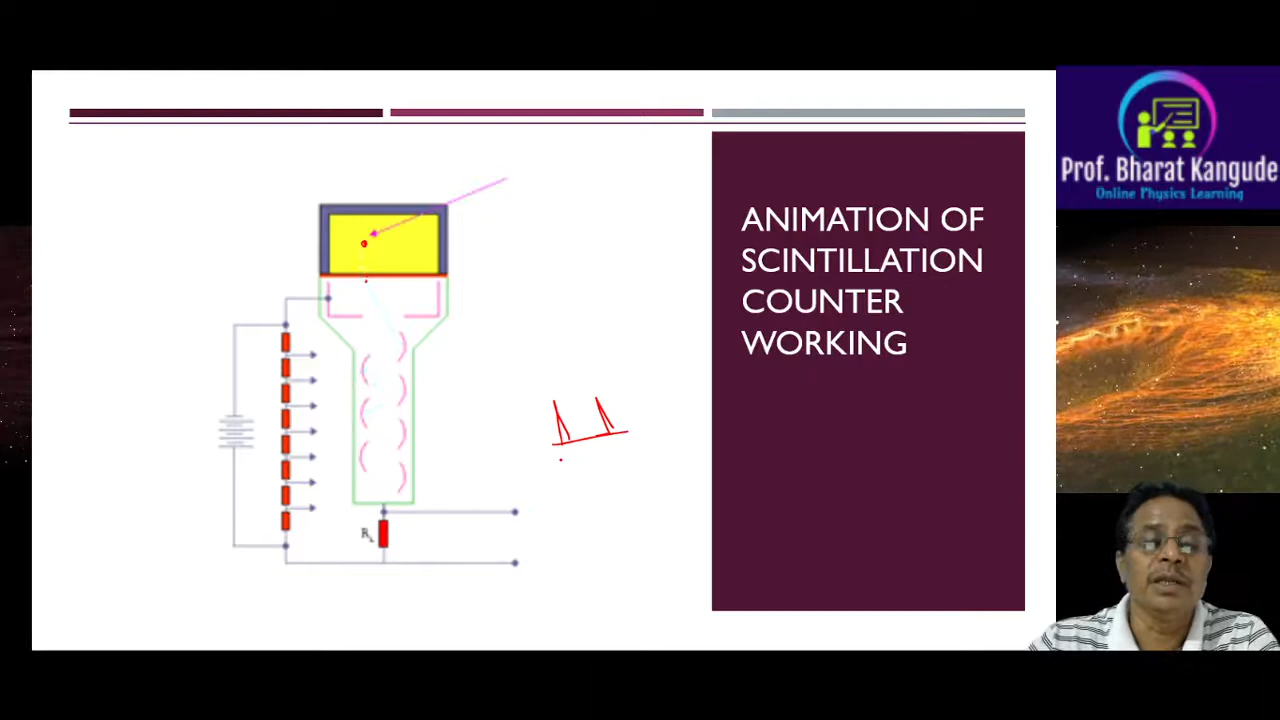 ANIMATION OF
SCINTILLATION
COUNTER
WORKING
R
L
Prof. Bharat Kangude
Online Physics Learning